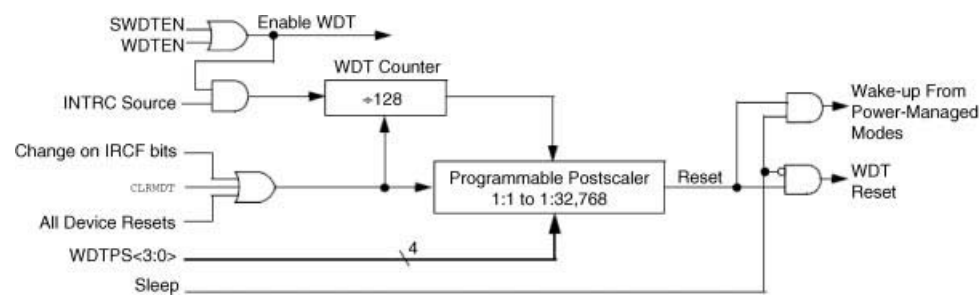 SWDTEN
WDTEN
Enable WDT
WDT Counter
÷128
INTRC Source
Wake-up From
Power-Managed
Modes
Change on IRCF bits
CLRMDT
All Device Resets
Programmable Postscaler
1:1 to 1:32,768
Reset
WDT
Reset
WDTPS<3:0>
4
Sleep